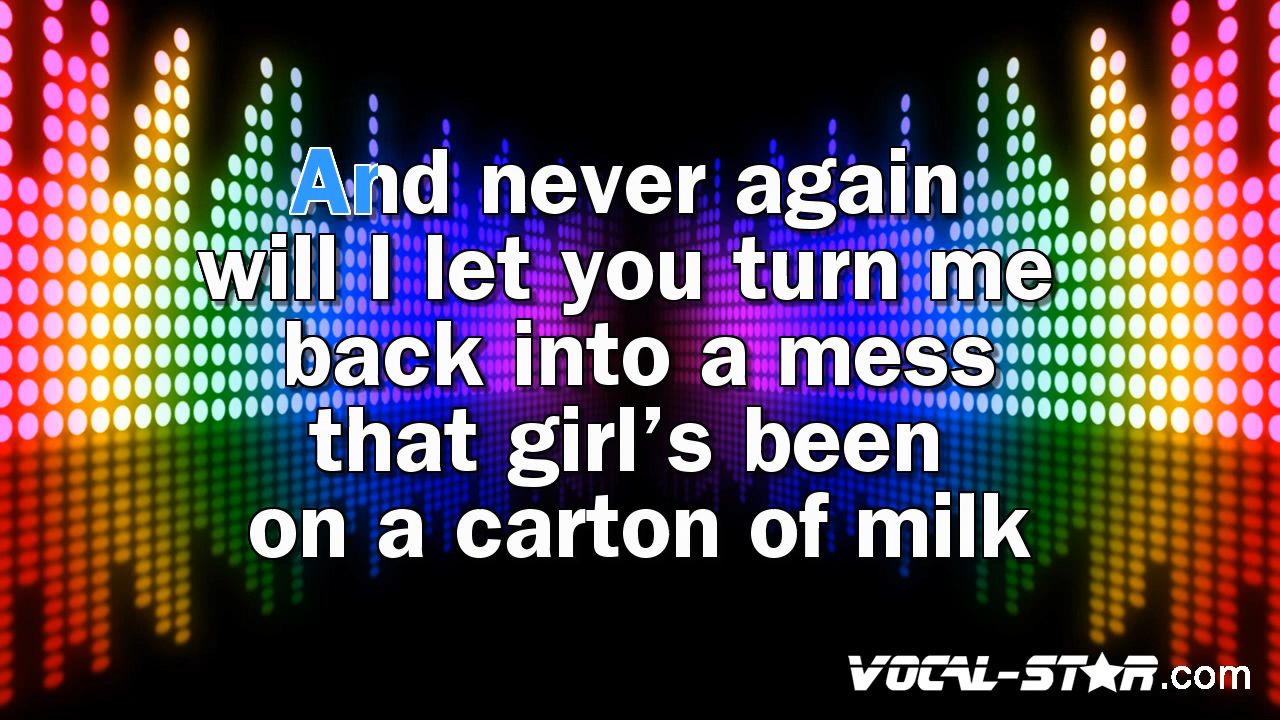 And never again
will I let you turn me
back into a mess
that girl’s been
on a carton of milk
VOCAL-STAR.com